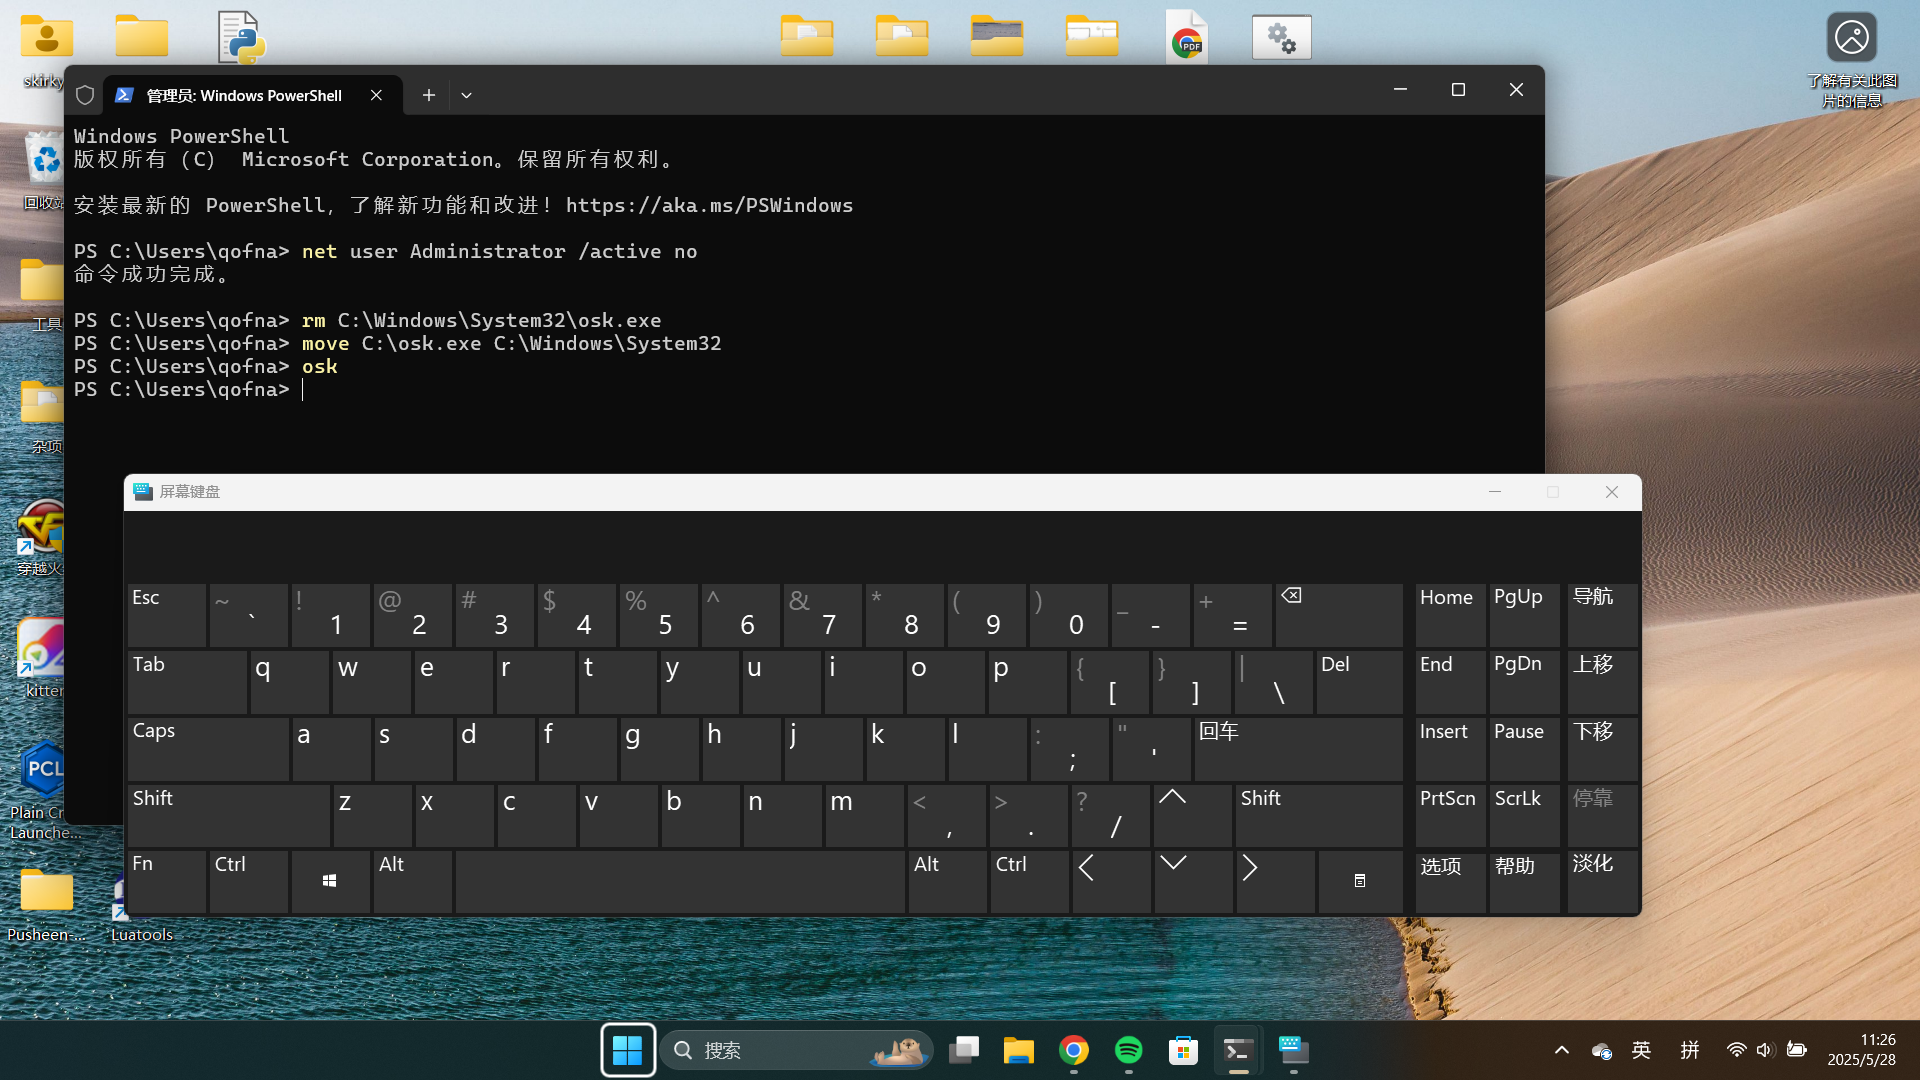 skirky
了解有关此图
片的信息
管理员: Windows PowerShell
Windows PowerShell
版权所有 (C)  Microsoft Corporation。保留所有权利。
安装最新的 PowerShell，了解新功能和改进！https://aka.ms/PSWindows
PS C:\Users\qofna> net user Administrator /active no
命令成功完成。
PS C:\Users\qofna> rm C:\Windows\System32\osk.exe
PS C:\Users\qofna> move C:\osk.exe C:\Windows\System32
PS C:\Users\qofna> osk
PS C:\Users\qofna>
回收站
工具
杂项
穿越火
kitten
PCL
Plain Cr
Launche...
Pusheen-...
Luatools
PDF
屏幕键盘
Esc ~ ` ! 1 @ 2 # 3 $ 4 % 5 ^ 6 & 7 * 8 ( 9 ) 0 _ - + = Home PgUp 导航
Tab q w e r t y u i o p { [ } ] | \ Del End PgDn 上移
Caps a s d f g h j k l : ; " ' 回车 Insert Pause 下移
Shift z x c v b n m < , > . ? / Shift PrtScn ScrLk 停靠
Fn Ctrl Alt Alt Ctrl 选项 帮助 淡化
搜索
英 拼
11:26
2025/5/28